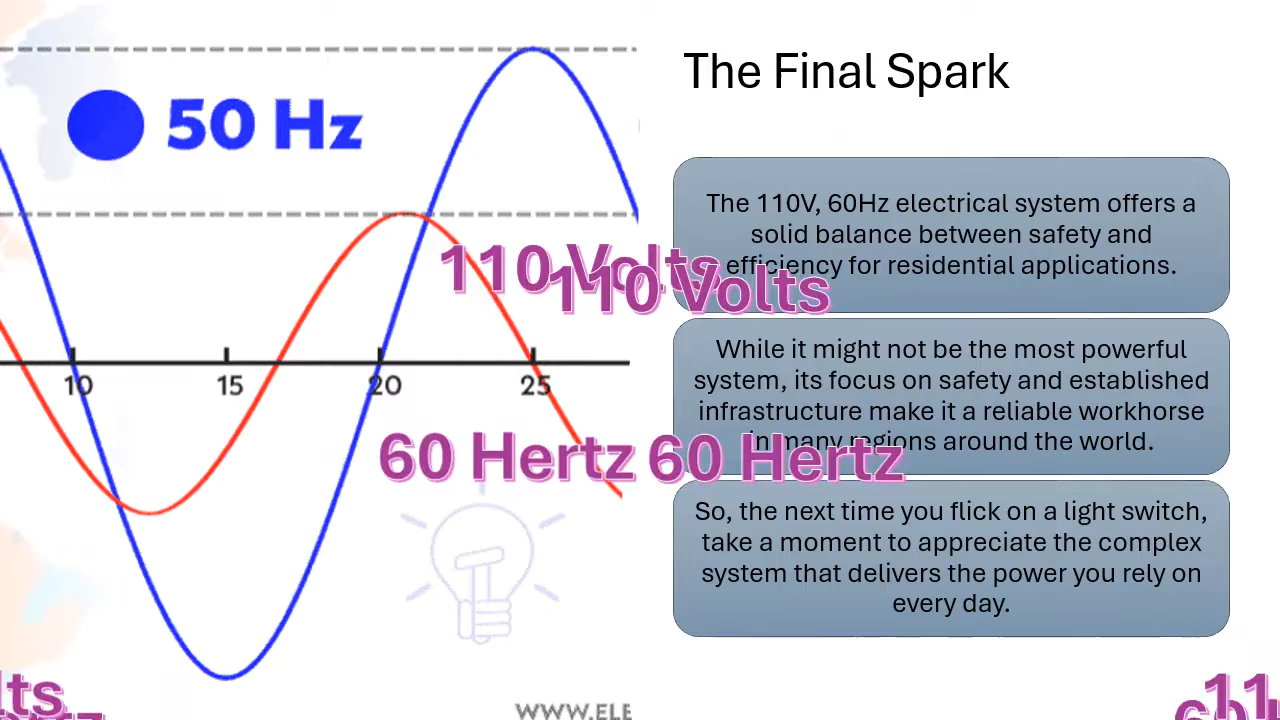 50 Hz
10 15 20 25
WWW.ELE
The Final Spark
The 110V, 60Hz electrical system offers a
solid balance between safety and
efficiency for residential applications.
While it might not be the most powerful
system, its focus on safety and established
infrastructure make it a reliable workhorse
in many regions around the world.
So, the next time you flick on a light switch,
take a moment to appreciate the complex
system that delivers the power you rely on
every day.
110 Volts
110 Volts
60 Hertz 60 Hertz
lts
11